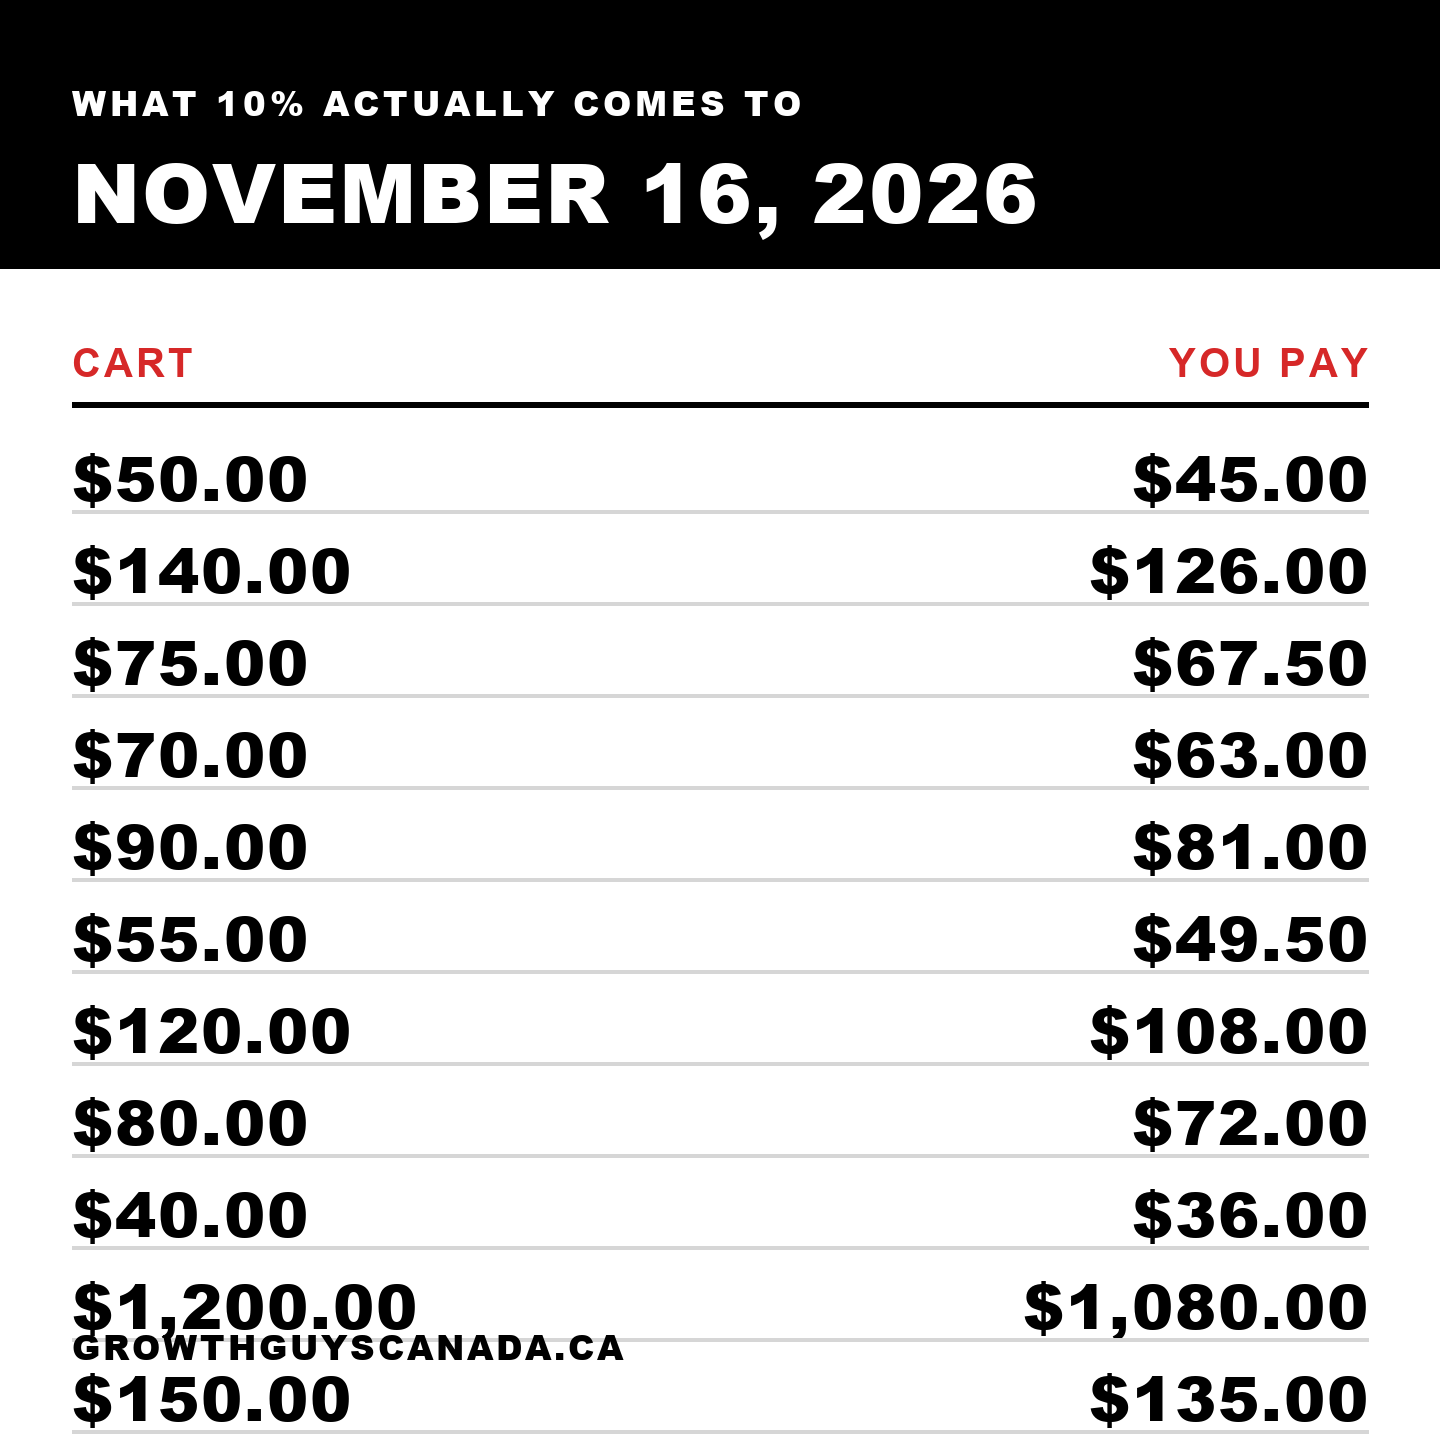 WHAT 10% ACTUALLY COMES TO
NOVEMBER 16, 2026
CART YOU PAY
$50.00 $45.00
$140.00 $126.00
$75.00 $67.50
$70.00 $63.00
$90.00 $81.00
$55.00 $49.50
$120.00 $108.00
$80.00 $72.00
$40.00 $36.00
$1,200.00 $1,080.00
GROWTHGUYSCANADA.CA
$150.00 $135.00